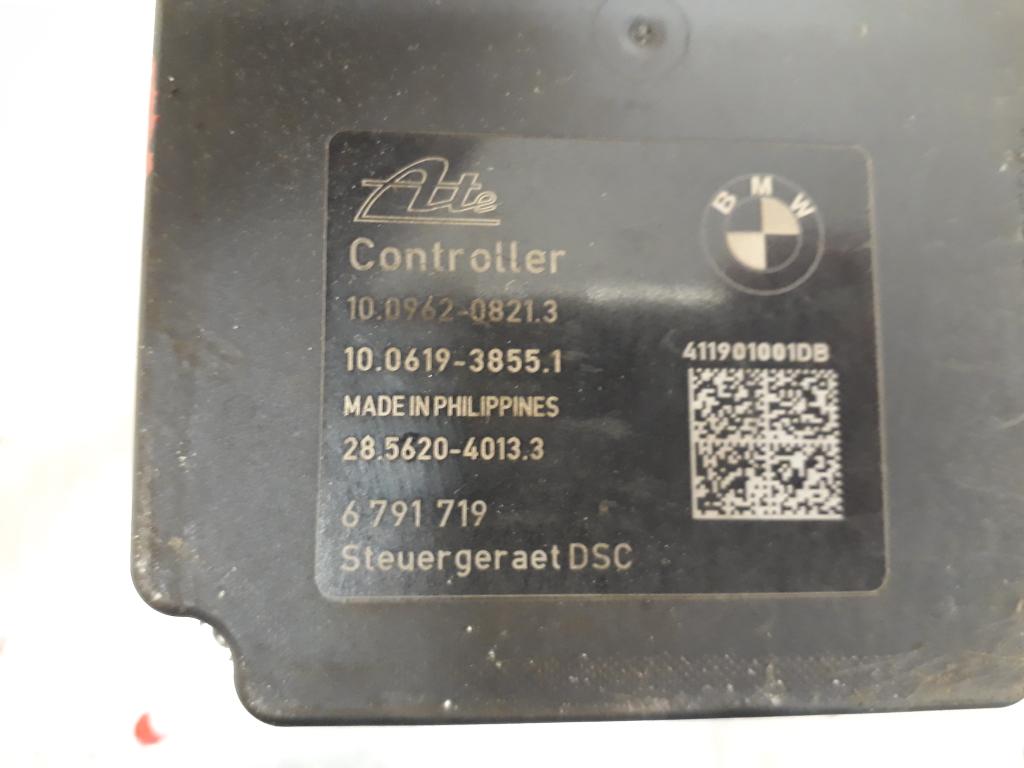 Ate
BMW
Controller
10.0962-0821.3
10.0619-3855.1
411901001DB
MADE IN PHILIPPINES
28.5620-4013.3
6 791 719
Steuergeraet DSC